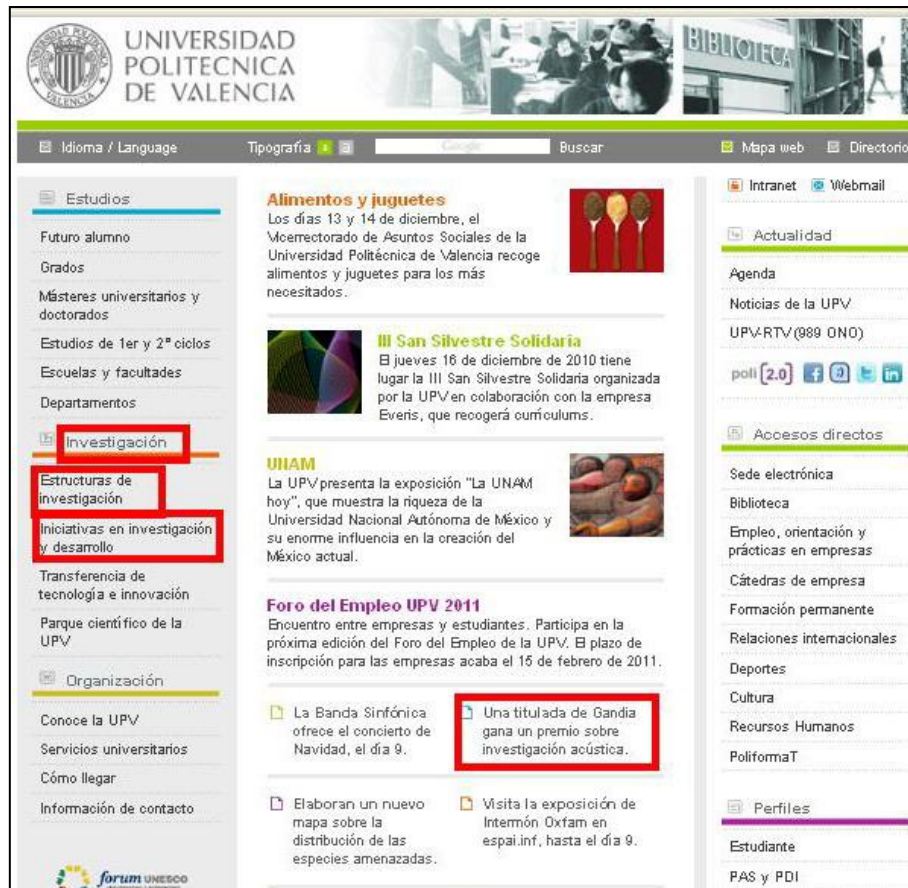 UNIVERSIDAD
POLITECNICA
DE VALENCIA
BIBLIOTECA
Idioma / Language
Tipografía a a
Google
Buscar
Mapa web
Directorio
Estudios
Futuro alumno
Grados
Másteres universitarios y
doctorados
Estudios de 1er y 2º ciclos
Escuelas y facultades
Departamentos
Investigación
Estructuras de
investigación
Iniciativas en investigación
y desarrollo
Transferencia de
tecnología e innovación
Parque científico de la
UPV
Organización
Conoce la UPV
Servicios universitarios
Cómo llegar
Información de contacto
forum UNESCO
Alimentos y juguetes
Los días 13 y 14 de diciembre, el
Vicerrectorado de Asuntos Sociales de la
Universidad Politécnica de Valencia recoge
alimentos y juguetes para los más
necesitados.
III San Silvestre Solidaria
El jueves 16 de diciembre de 2010 tiene
lugar la III San Silvestre Solidaria organizada
por la UPV en colaboración con la empresa
Everis, que recogerá currículums.
UNAM
La UPV presenta la exposición "La UNAM
hoy", que muestra la riqueza de la
Universidad Nacional Autónoma de México y
su enorme influencia en la creación del
México actual.
Foro del Empleo UPV 2011
Encuentro entre empresas y estudiantes. Participa en la
próxima edición del Foro del Empleo de la UPV. El plazo de
inscripción para las empresas acaba el 15 de febrero de 2011.
La Banda Sinfónica
ofrece el concierto de
Navidad, el día 9.
Una titulada de Gandia
gana un premio sobre
investigación acústica.
Elaboran un nuevo
mapa sobre la
distribución de las
especies amenazadas.
Visita la exposición de
Intermón Oxfam en
espai.inf, hasta el día 9.
Intranet
Webmail
Actualidad
Agenda
Noticias de la UPV
UPV-RTV (989 ONO)
poli [2.0]
Accesos directos
Sede electrónica
Biblioteca
Empleo, orientación y
prácticas en empresas
Cátedras de empresa
Formación permanente
Relaciones internacionales
Deportes
Cultura
Recursos Humanos
PoliformaT
Perfiles
Estudiante
PAS y PDI